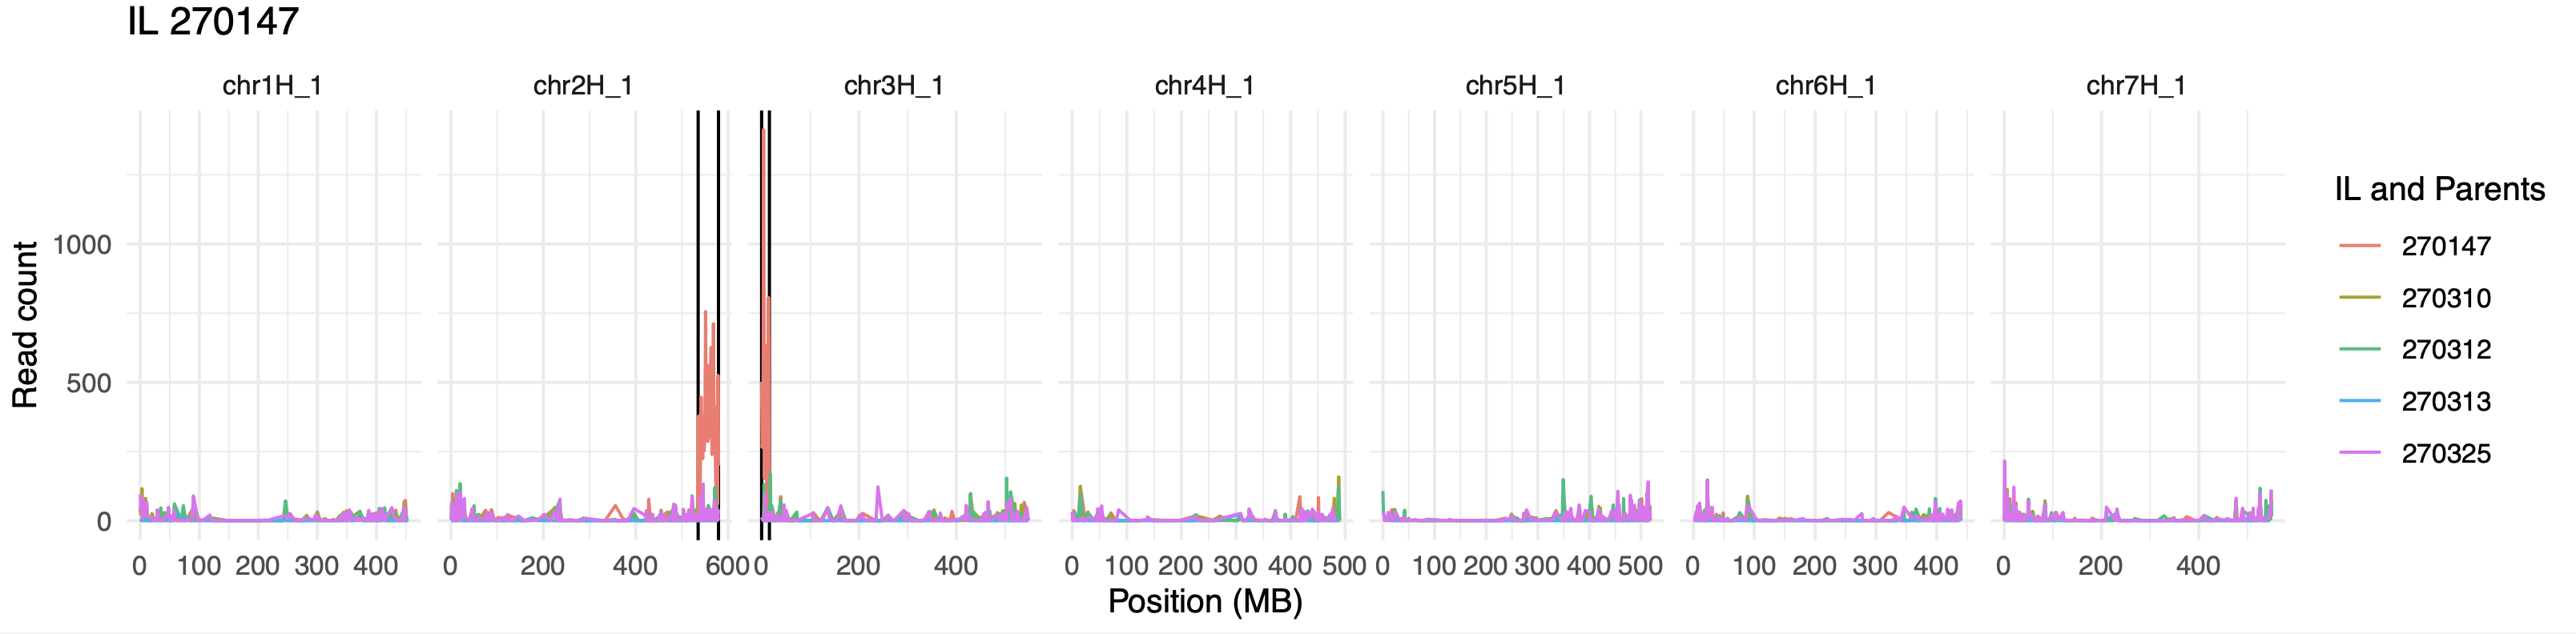 IL 270147
chr1H_1 chr2H_1 chr3H_1 chr4H_1 chr5H_1 chr6H_1 chr7H_1
IL and Parents
270147
270310
270312
270313
270325
Read count
1000
500
0
0 100 200 300 400 0 200 400 600 0 200 400 0 100 200 300 400 500 0 100 200 300 400 500 0 100 200 300 400 0 200 400
Position (MB)